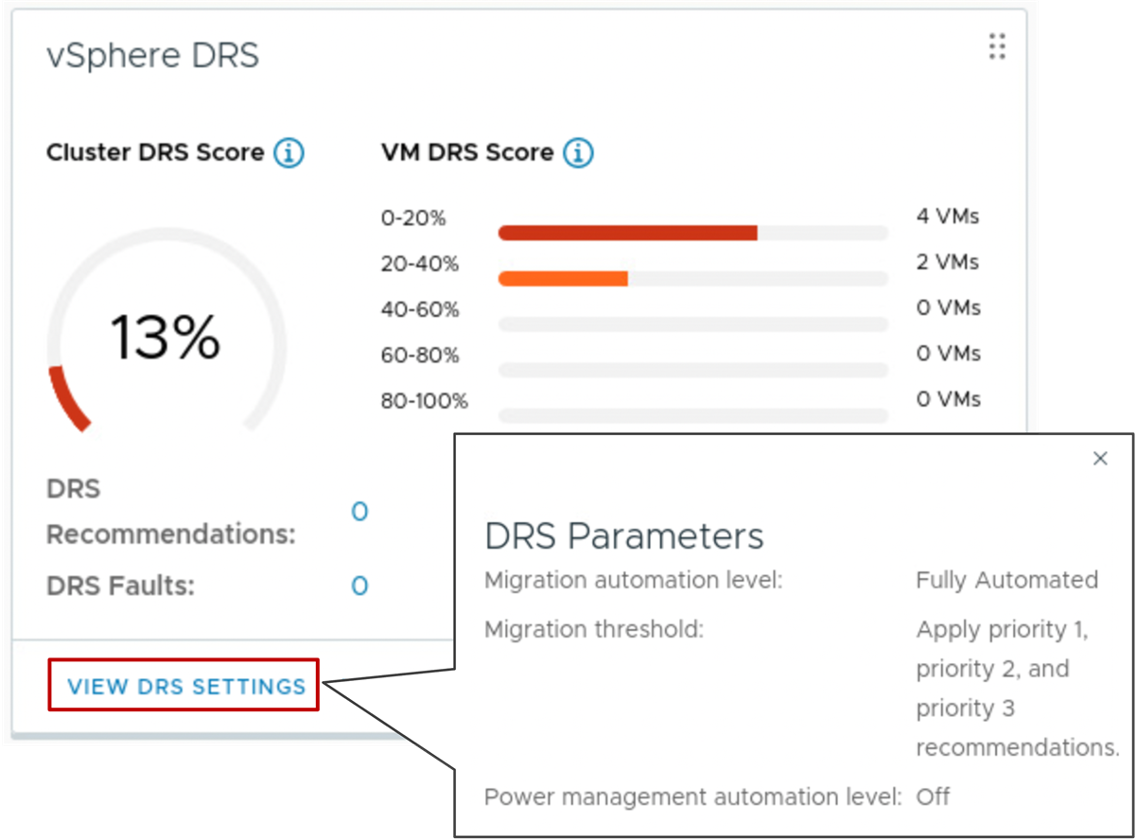 vSphere DRS
Cluster DRS Score
VM DRS Score
13%
0-20% 4 VMs
20-40% 2 VMs
40-60% 0 VMs
60-80% 0 VMs
80-100% 0 VMs
DRS
Recommendations: 0
DRS Faults: 0
VIEW DRS SETTINGS
DRS Parameters
Migration automation level: Fully Automated
Migration threshold: Apply priority 1,
priority 2, and
priority 3
recommendations.
Power management automation level: Off